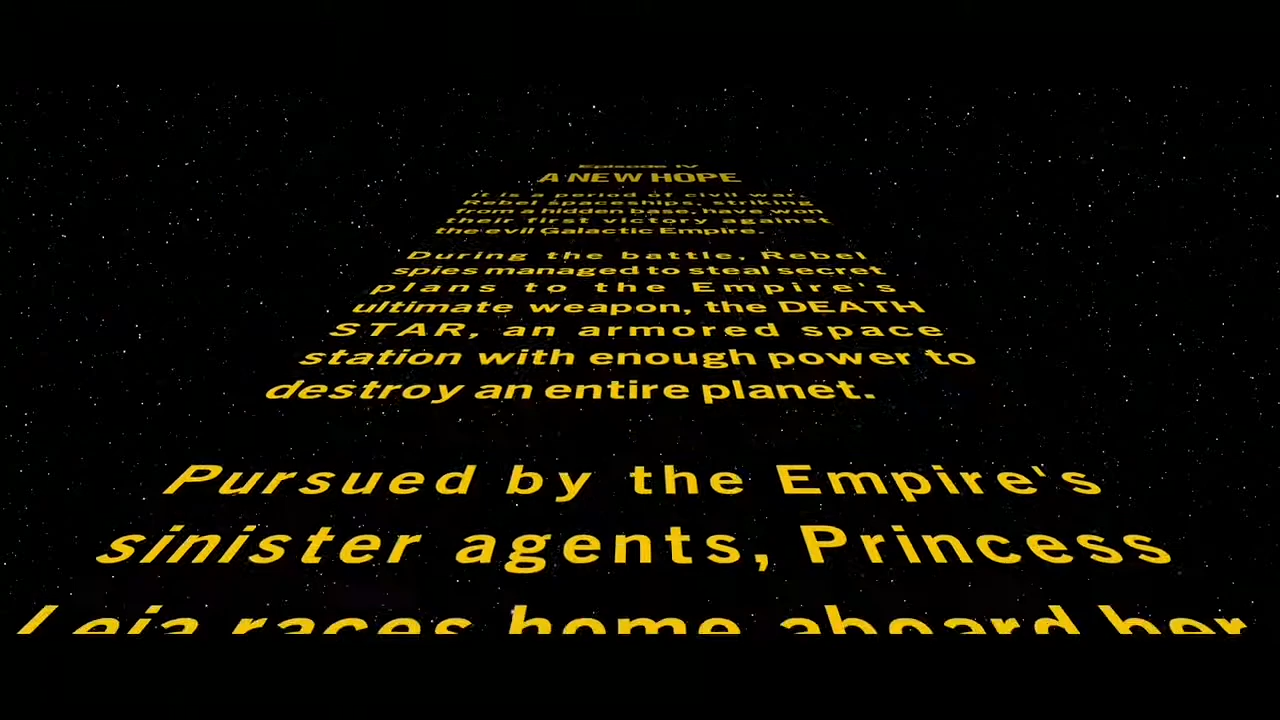 Episode IV
A NEW HOPE
It is a period of civil war.
Rebel spaceships, striking
from a hidden base, have won
their first victory against
the evil Galactic Empire.
During the battle, Rebel
spies managed to steal secret
plans to the Empire's
ultimate weapon, the DEATH
STAR, an armored space
station with enough power to
destroy an entire planet.
Pursued by the Empire's
sinister agents, Princess
Leia races home aboard her